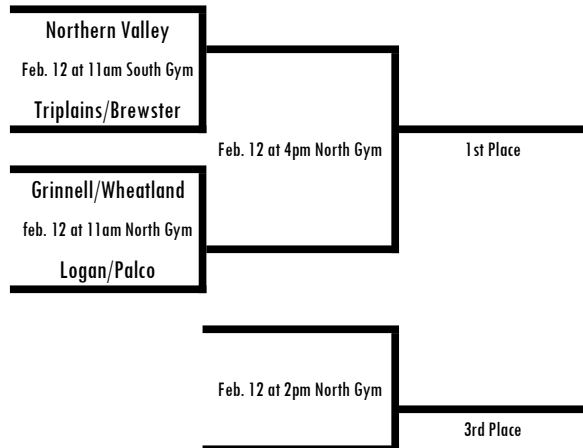 Northern Valley
Feb. 12 at 11am South Gym
Triplains/Brewster
Feb. 12 at 4pm North Gym
1st Place
Grinnell/Wheatland
feb. 12 at 11am North Gym
Logan/Palco
Feb. 12 at 2pm North Gym
3rd Place